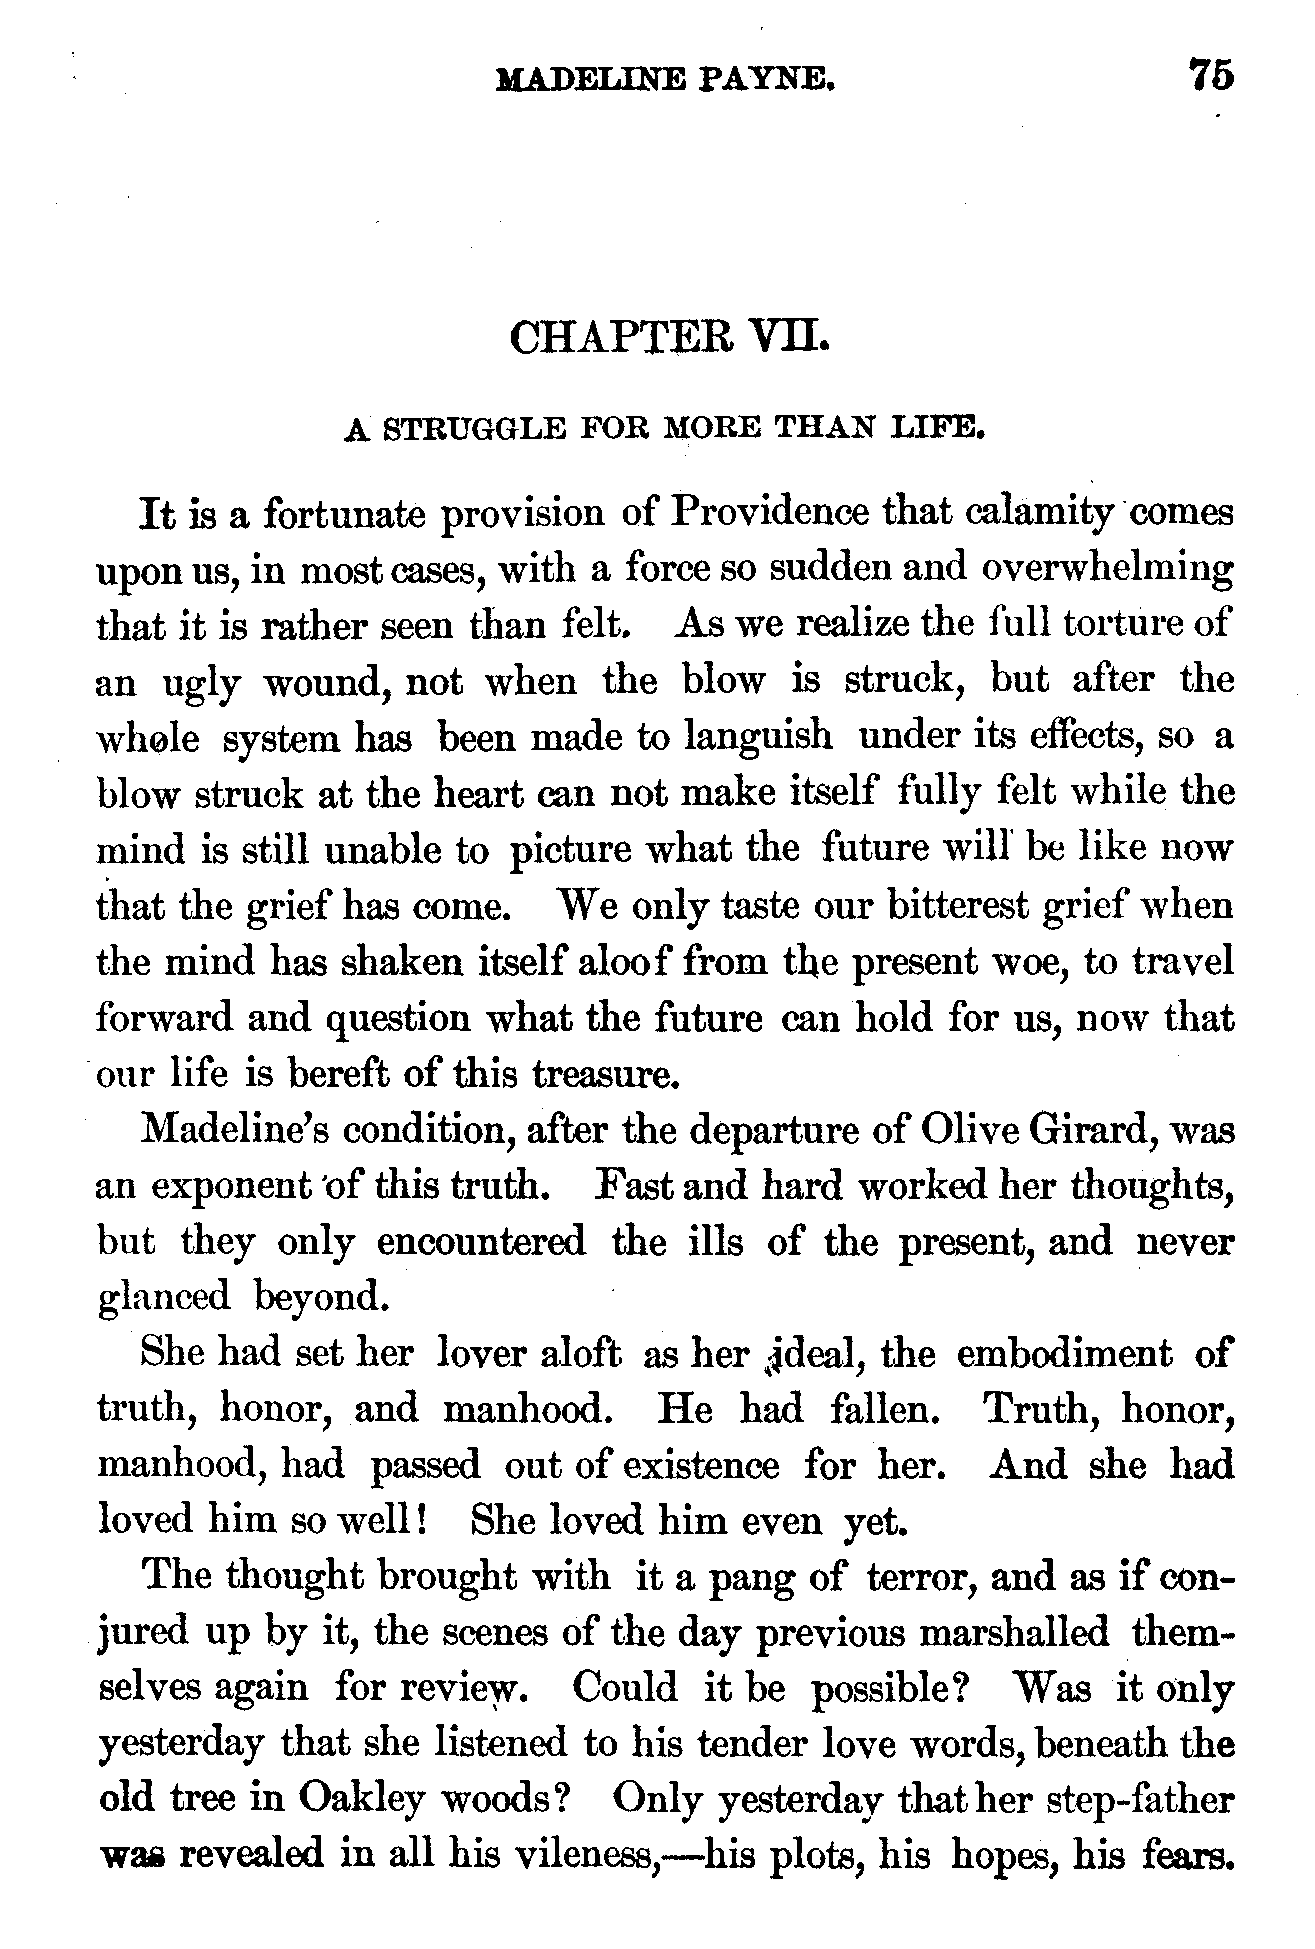 MADELINE PAYNE. 75
CHAPTER VII.
A STRUGGLE FOR MORE THAN LIFE.
It is a fortunate provision of Providence that calamity comes
upon us, in most cases, with a force so sudden and overwhelming
that it is rather seen than felt. As we realize the full torture of
an ugly wound, not when the blow is struck, but after the
whole system has been made to languish under its effects, so a
blow struck at the heart can not make itself fully felt while the
mind is still unable to picture what the future will be like now
that the grief has come. We only taste our bitterest grief when
the mind has shaken itself aloof from the present woe, to travel
forward and question what the future can hold for us, now that
our life is bereft of this treasure.
Madeline's condition, after the departure of Olive Girard, was
an exponent of this truth. Fast and hard worked her thoughts,
but they only encountered the ills of the present, and never
glanced beyond.
She had set her lover aloft as her ideal, the embodiment of
truth, honor, and manhood. He had fallen. Truth, honor,
manhood, had passed out of existence for her. And she had
loved him so well! She loved him even yet.
The thought brought with it a pang of terror, and as if con-
jured up by it, the scenes of the day previous marshalled them-
selves again for review. Could it be possible? Was it only
yesterday that she listened to his tender love words, beneath the
old tree in Oakley woods? Only yesterday that her step-father
was revealed in all his vileness,—his plots, his hopes, his fears.